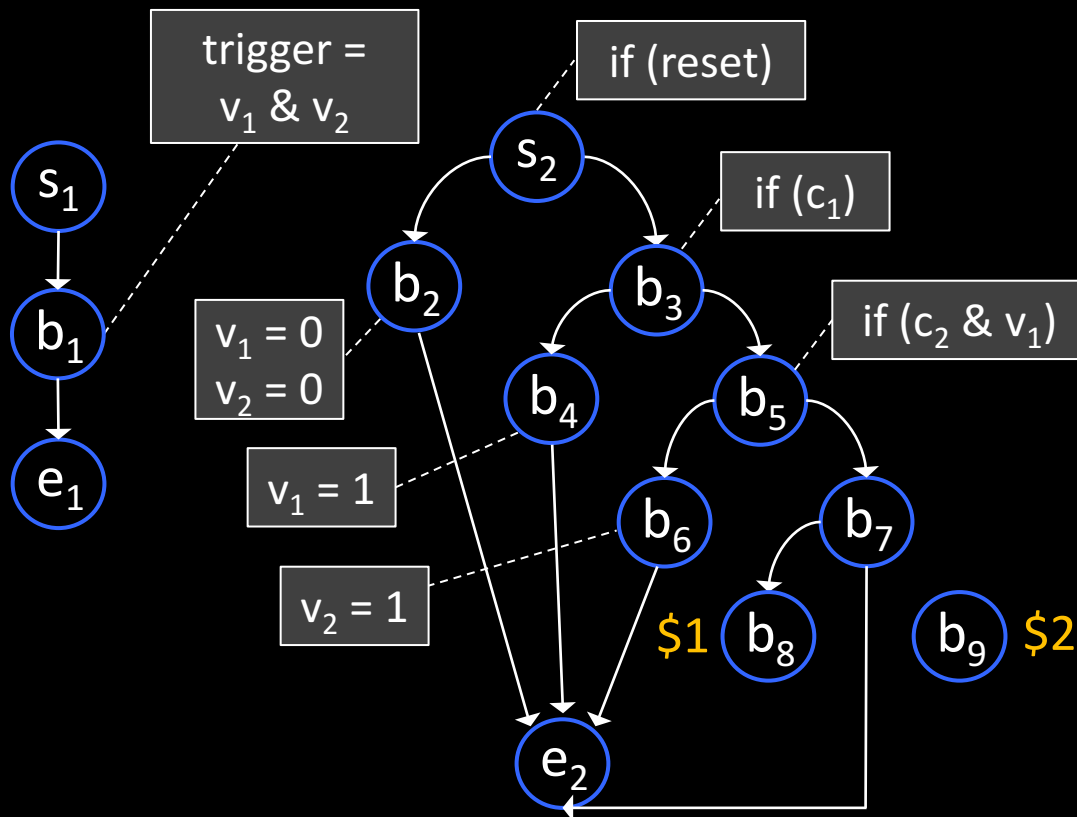 trigger =
v₁ & v₂
if (reset)
s₁
s₂
if (c₁)
b₂
b₃
if (c₂ & v₁)
b₁
v₁ = 0
v₂ = 0
b₄
b₅
e₁
v₁ = 1
b₆
b₇
v₂ = 1
$1
b₈
b₉
$2
e₂